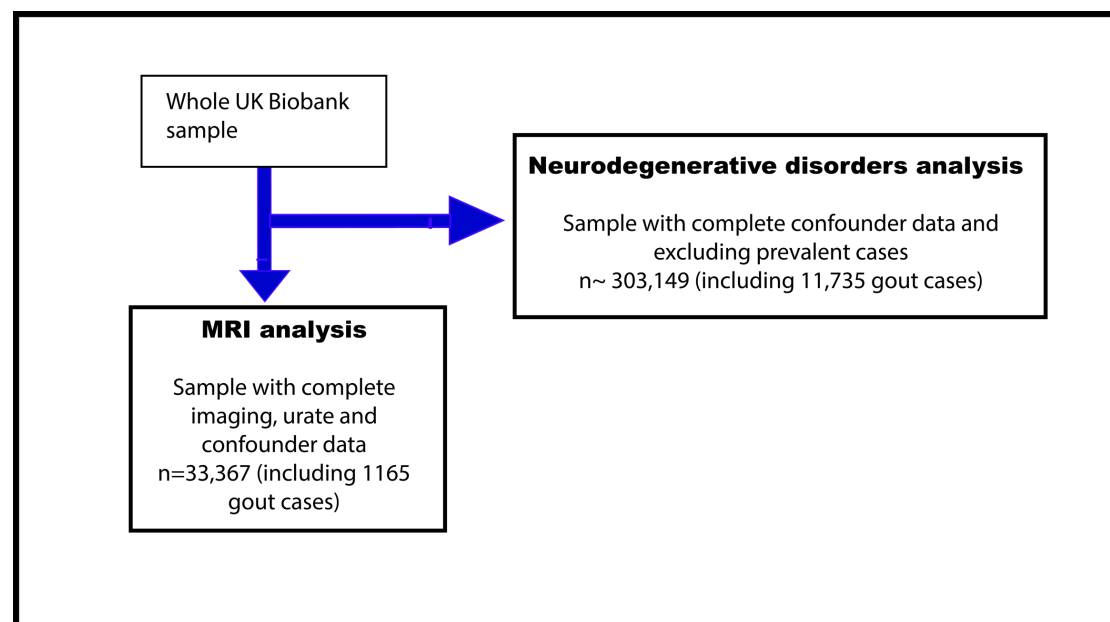 Whole UK Biobank
sample
Neurodegenerative disorders analysis
Sample with complete confounder data and
excluding prevalent cases
n~ 303,149 (including 11,735 gout cases)
MRI analysis
Sample with complete
imaging, urate and
confounder data
n=33,367 (including 1165
gout cases)